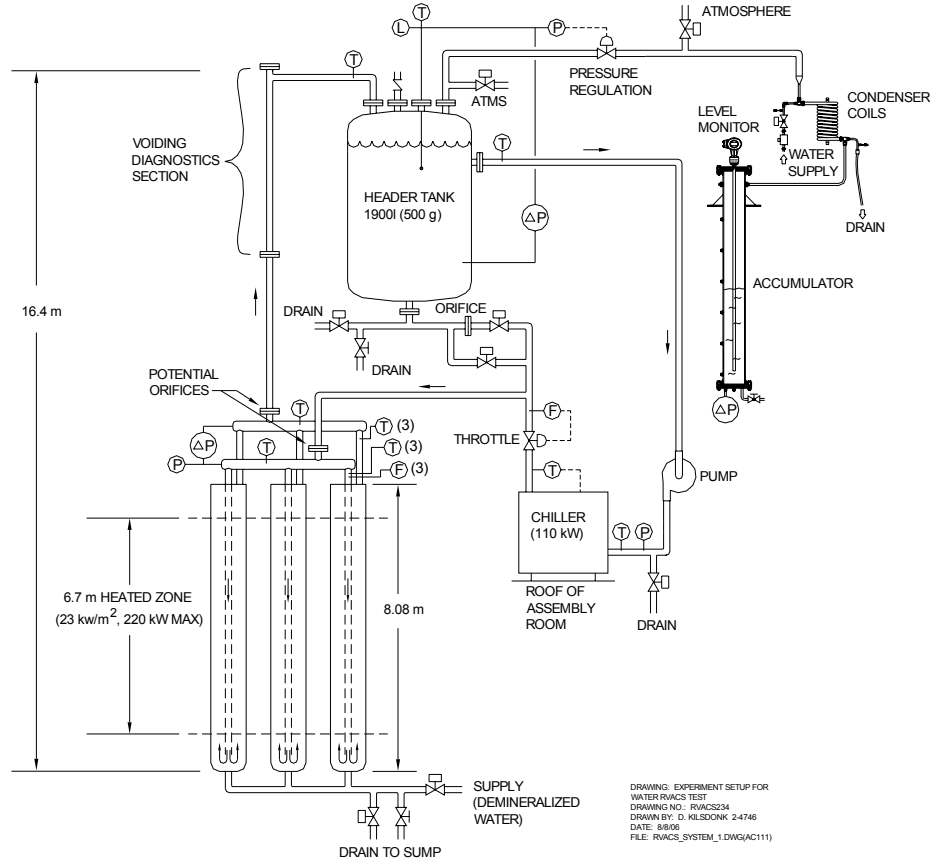 ATMOSPHERE
T
L
P
T
PRESSURE
REGULATION
ATMS
LEVEL
MONITOR
CONDENSER
COILS
WATER
SUPPLY
DRAIN
VOIDING
DIAGNOSTICS
SECTION
T
HEADER TANK
1900l (500 g)
△P
ACCUMULATOR
△P
16.4 m
DRAIN
ORIFICE
DRAIN
POTENTIAL
ORIFICES
T
T (3)
△P
T
T (3)
P
F (3)
F
THROTTLE
T
PUMP
CHILLER
(110 kW)
T
P
ROOF OF
ASSEMBLY
ROOM
DRAIN
6.7 m HEATED ZONE
(23 kw/m², 220 kW MAX)
8.08 m
SUPPLY
(DEMINERALIZED
WATER)
DRAIN TO SUMP
DRAWING: EXPERIMENT SETUP FOR
WATER RVACS TEST
DRAWING NO.: RVACS234
DRAWN BY: D. KILSDONK 2-4746
DATE: 8/8/06
FILE: RVACS_SYSTEM_1.DWG(AC111)